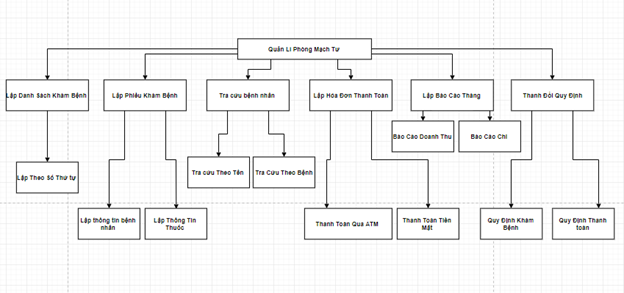 Quản Lí Phòng Mạch Tư
Lập Danh Sách Khám Bệnh
Lập Phiếu Khám Bệnh
Tra cứu bệnh nhân
Lập Hóa Đơn Thanh Toán
Lập Báo Cáo Tháng
Thanh Đổi Quy Định
Báo Cáo Doanh Thu
Báo Cáo Chi
Lập Theo Số Thứ tự
Tra cứu Theo Tên
Tra Cứu Theo Bệnh
Lập thông tin bệnh
nhân
Lập Thông Tin
Thuốc
Thanh Toán Qua ATM
Thanh Toán Tiền
Mặt
Quy Định Khám
Bệnh
Quy Định Thanh
toán